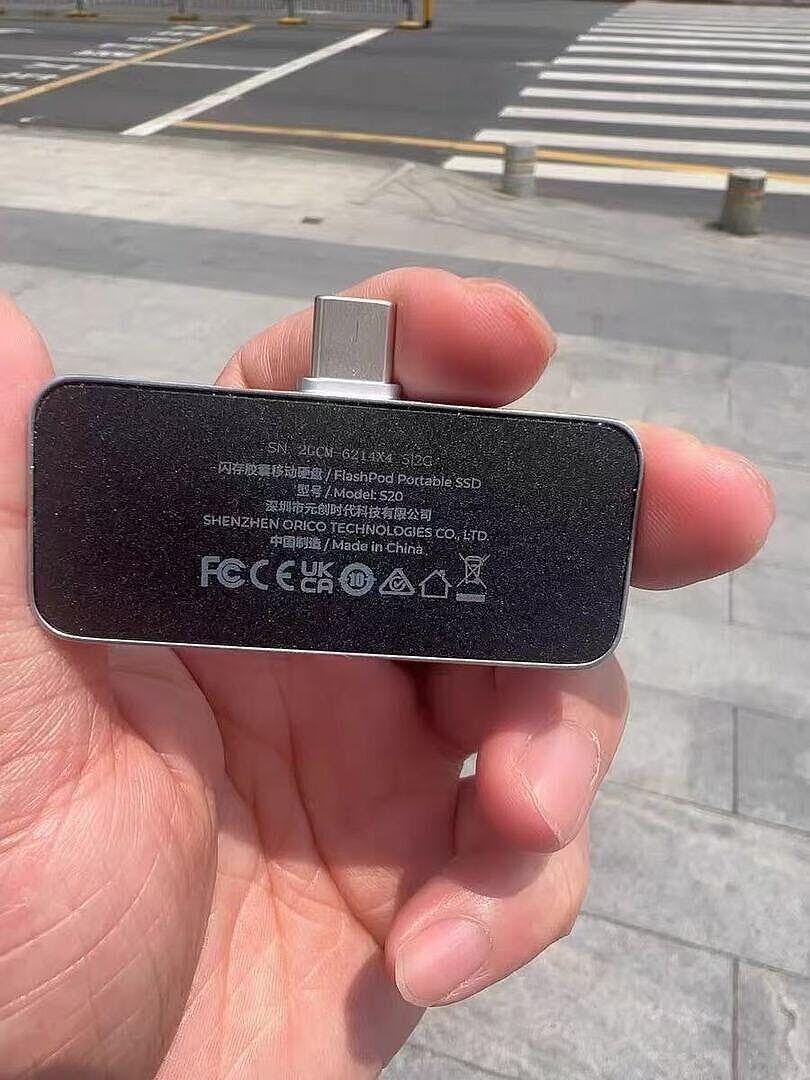 SN 2GCM 6214X4 S12G
闪存胶囊移动硬盘 / FlashPod Portable SSD
型号 / Model: S20
深圳市元创时代科技有限公司
SHENZHEN ORICO TECHNOLOGIES CO., LTD.
中国制造 / Made in China
FC CE UK CA 10